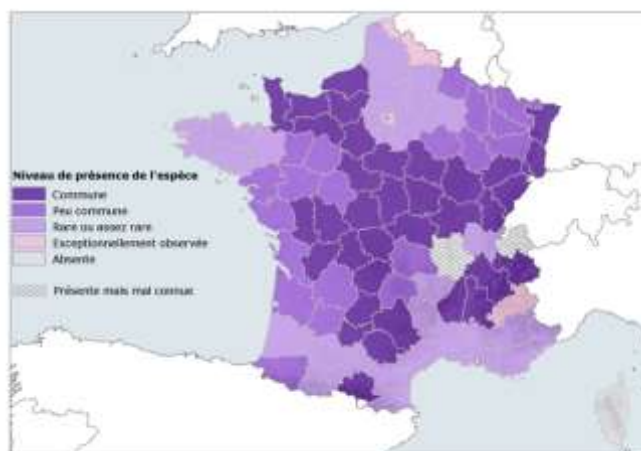 Niveau de présence de l'espèce
Commune
Peu commune
Rare ou assez rare
Exceptionnellement observée
Absente
Présente mais mal connue